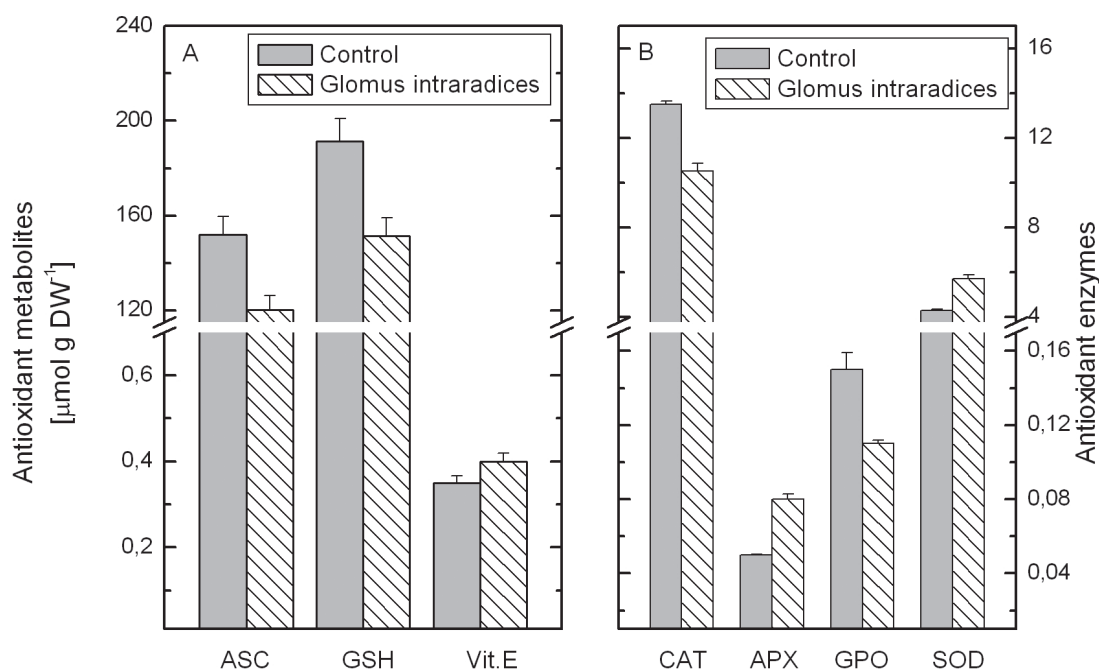 Antioxidant metabolites
[μmol g DW⁻¹]
A
Control
Glomus intraradices
240
200
160
120
0,6
0,4
0,2
ASC GSH Vit.E
B
Control
Glomus intraradices
16
12
8
4
0,16
0,12
0,08
0,04
CAT APX GPO SOD
Antioxidant enzymes